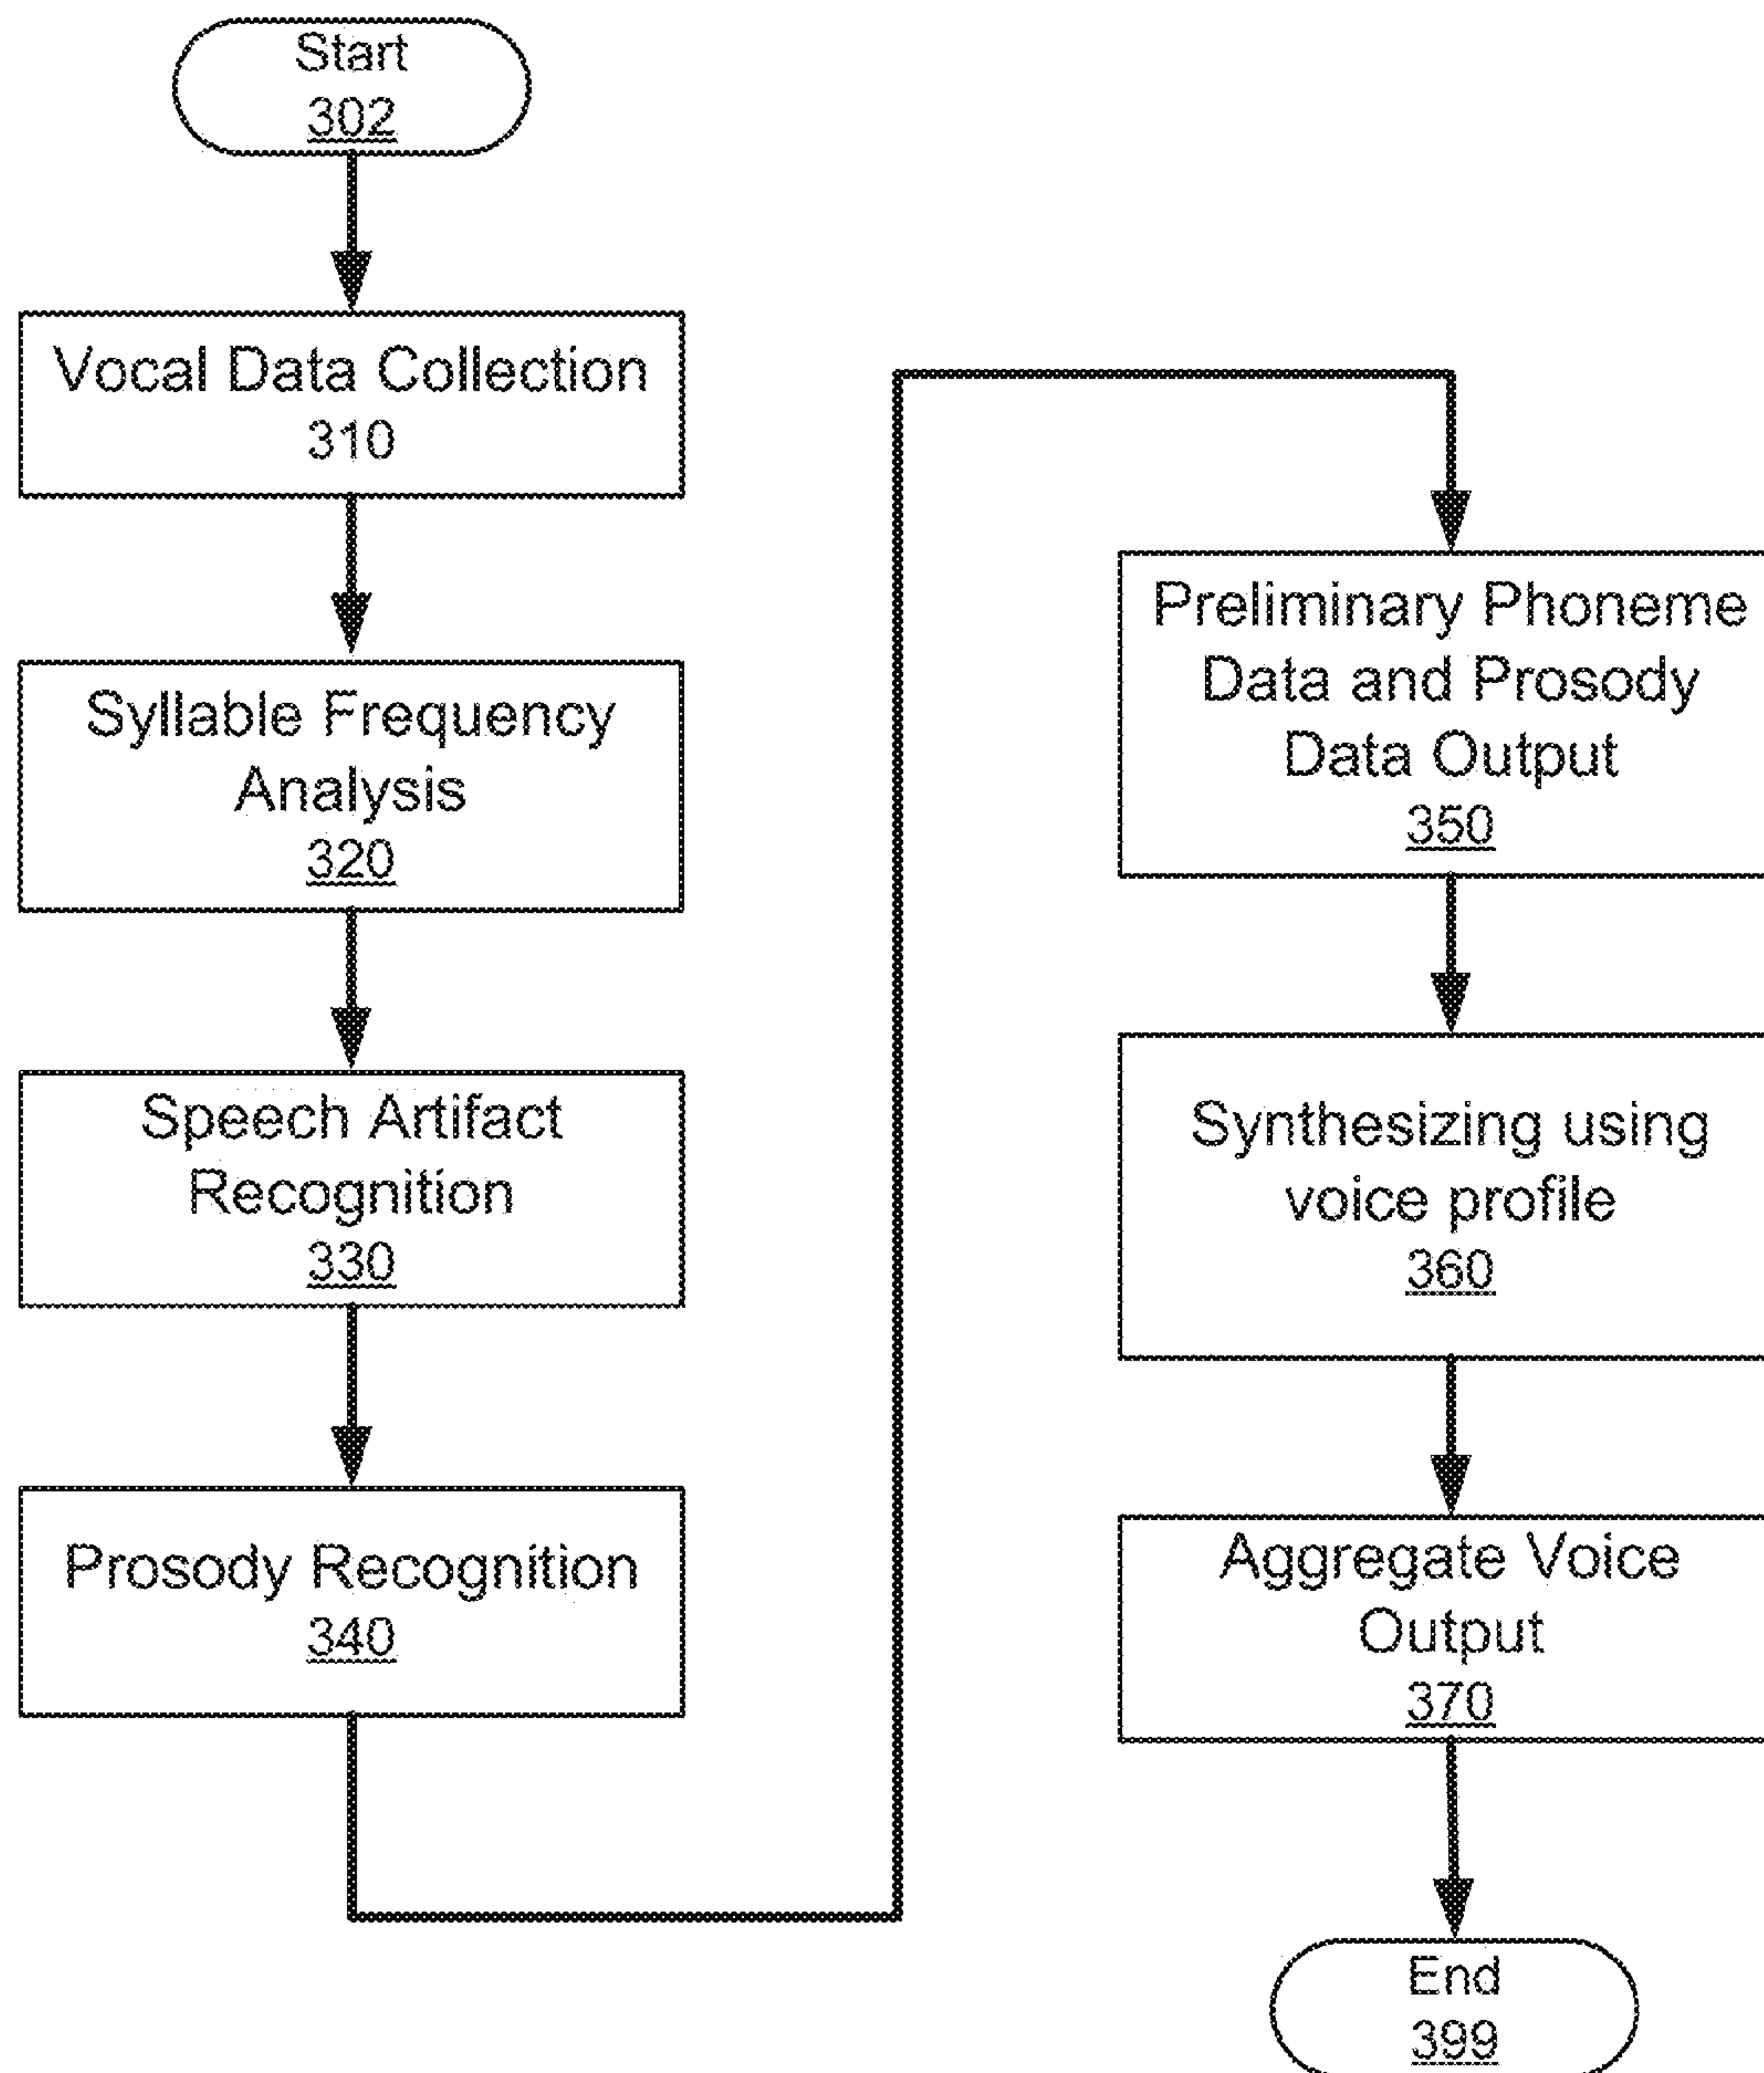 Start
302
Vocal Data Collection
310
Syllable Frequency
Analysis
320
Speech Artifact
Recognition
330
Prosody Recognition
340
Preliminary Phoneme
Data and Prosody
Data Output
350
Synthesizing using
voice profile
360
Aggregate Voice
Output
370
End
399